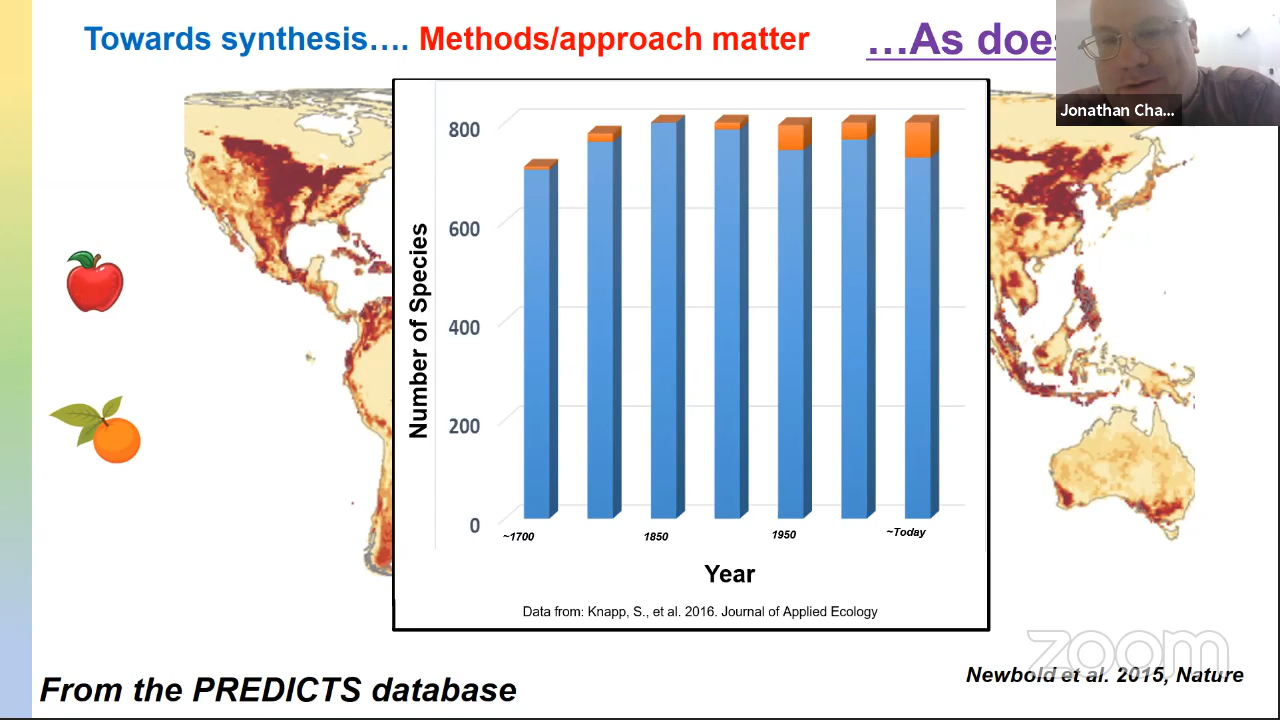 Towards synthesis…. Methods/approach matter
…As does
Jonathan Cha...
800
600
400
200
0
Number of Species
~1700
1850
1950
~Today
Year
Data from: Knapp, S., et al. 2016. Journal of Applied Ecology
zoom
Newbold et al. 2015, Nature
From the PREDICTS database